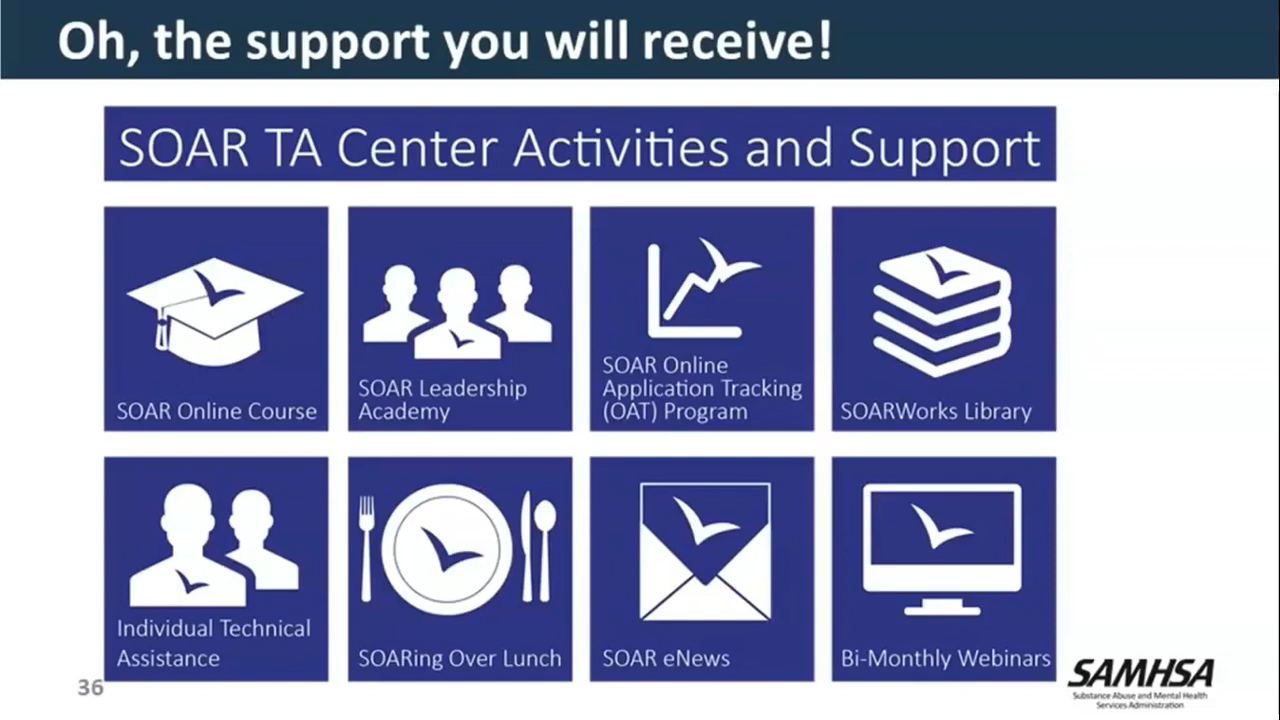 Oh, the support you will receive!
SOAR TA Center Activities and Support
SOAR Online Course
SOAR Leadership
Academy
SOAR Online
Application Tracking
(OAT) Program
SOARWorks Library
Individual Technical
Assistance
SOARing Over Lunch
SOAR eNews
Bi-Monthly Webinars
36
SAMHSA
Substance Abuse and Mental Health
Services Administration